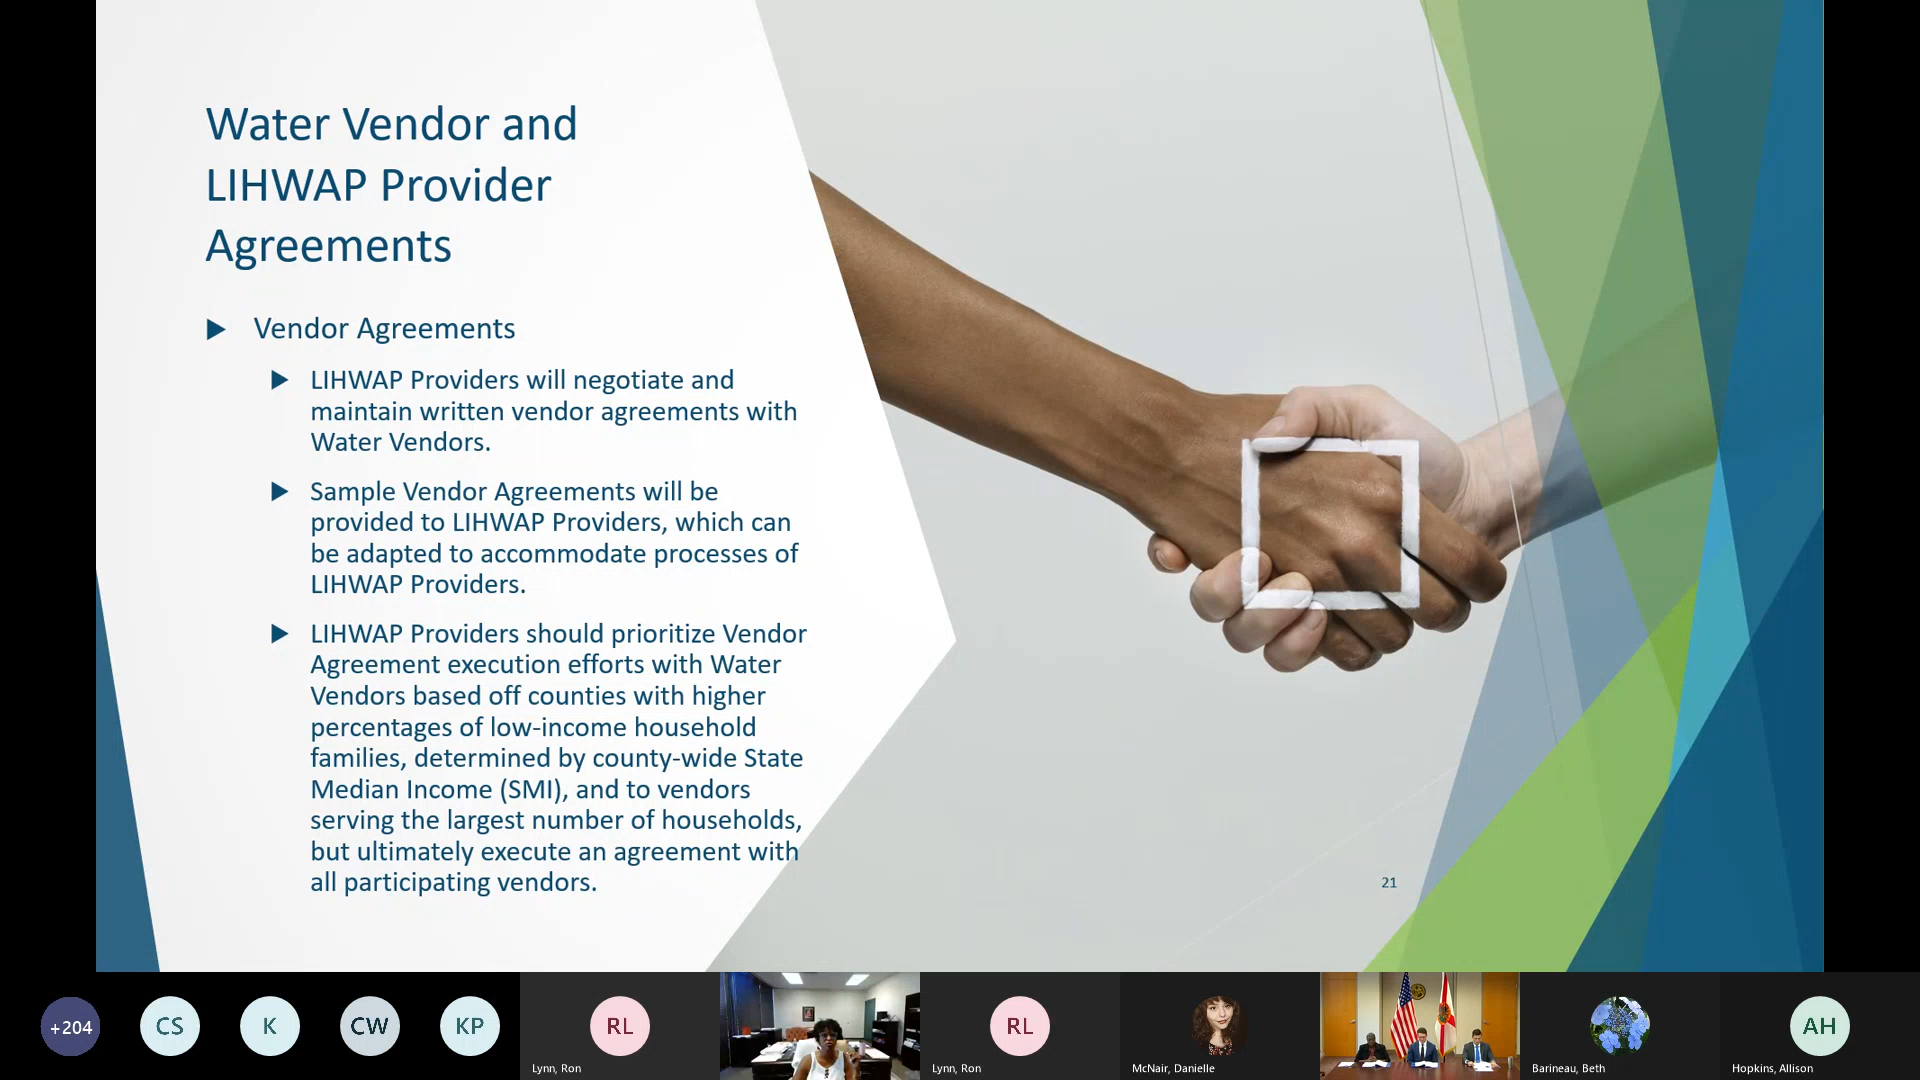 Water Vendor and
LIHWAP Provider
Agreements
Vendor Agreements
LIHWAP Providers will negotiate and
maintain written vendor agreements with
Water Vendors.
Sample Vendor Agreements will be
provided to LIHWAP Providers, which can
be adapted to accommodate processes of
LIHWAP Providers.
LIHWAP Providers should prioritize Vendor
Agreement execution efforts with Water
Vendors based off counties with higher
percentages of low-income household
families, determined by county-wide State
Median Income (SMI), and to vendors
serving the largest number of households,
but ultimately execute an agreement with
all participating vendors.
21
+204
CS
K
CW
KP
RL
Lynn, Ron
RL
Lynn, Ron
McNair, Danielle
Barineau, Beth
AH
Hopkins, Allison